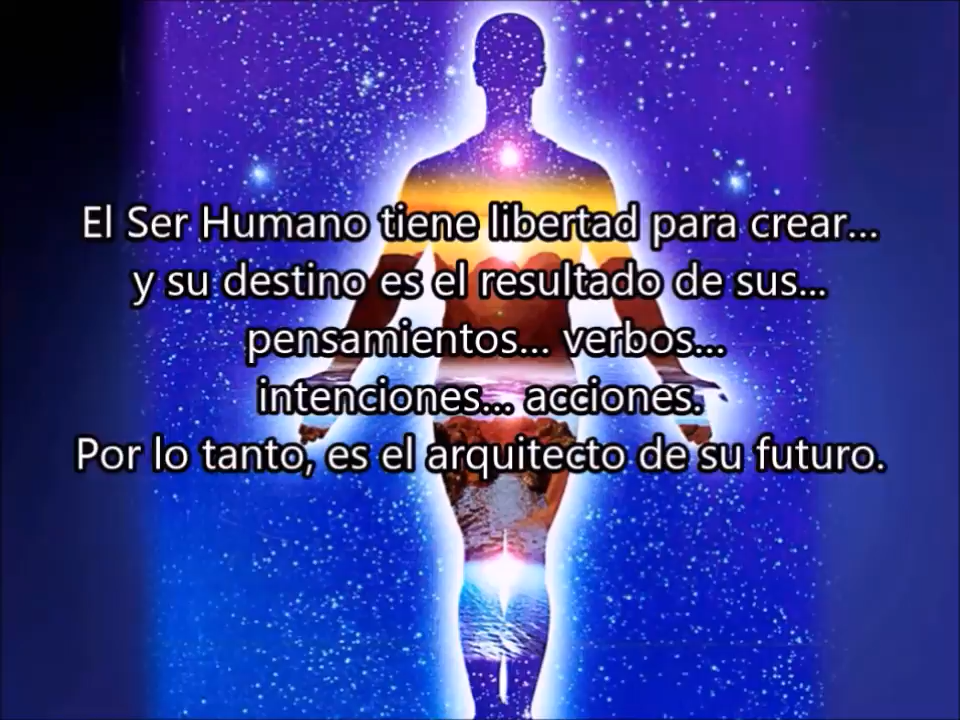 El Ser Humano tiene libertad para crear...
y su destino es el resultado de sus...
pensamientos... verbos...
intenciones... acciones.
Por lo tanto, es el arquitecto de su futuro.